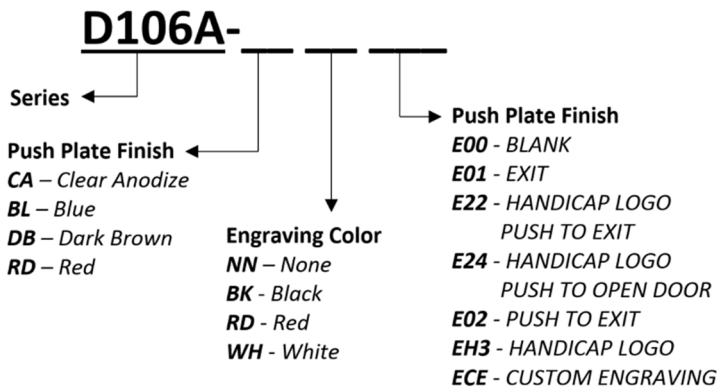 D106A-__ __ ___
Series
Push Plate Finish
CA – Clear Anodize
BL – Blue
DB – Dark Brown
RD – Red
Engraving Color
NN – None
BK - Black
RD - Red
WH - White
Push Plate Finish
E00 - BLANK
E01 - EXIT
E22 - HANDICAP LOGO
PUSH TO EXIT
E24 - HANDICAP LOGO
PUSH TO OPEN DOOR
E02 - PUSH TO EXIT
EH3 - HANDICAP LOGO
ECE - CUSTOM ENGRAVING